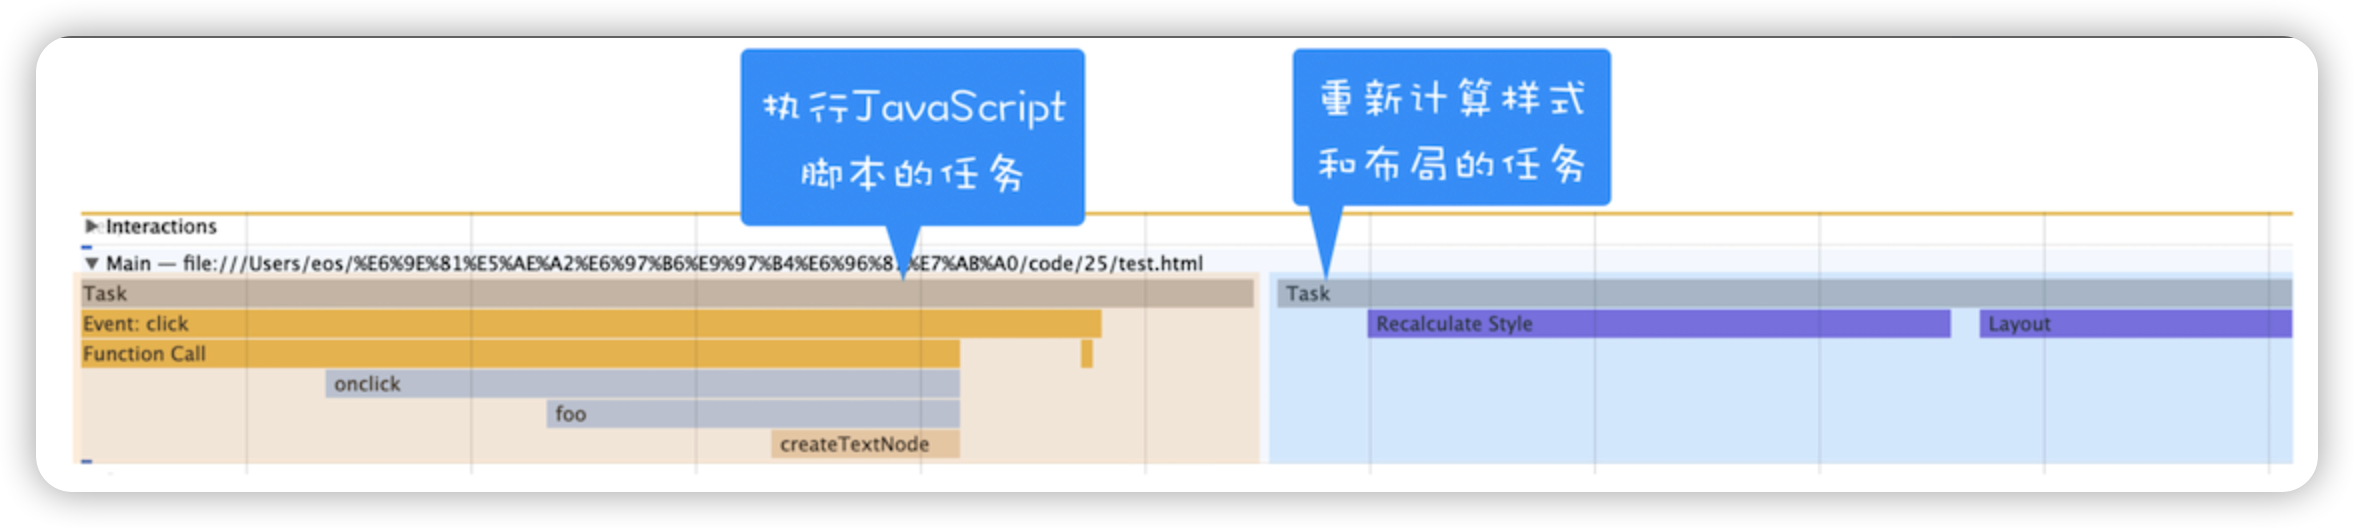 执行JavaScript
脚本的任务
重新计算样式
和布局的任务
Interactions
Main — file:///Users/eos/%E6%9E%81%E5%AE%A2%E6%97%B6%E9%97%B4%E6%96%8 %E7%AB%A0/code/25/test.html
Task
Task
Event: click
Recalculate Style
Layout
Function Call
onclick
foo
createTextNode